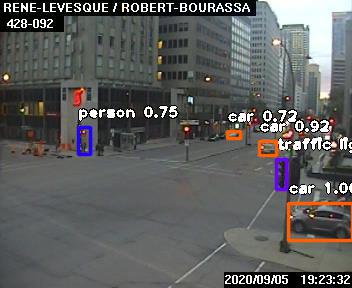 RENE-LEVESQUE / ROBERT-BOURASSA
428-092
person 0.75
car 0.72
car 0.92
traffic lig
car 1.00
2020/09/05 19:23:32